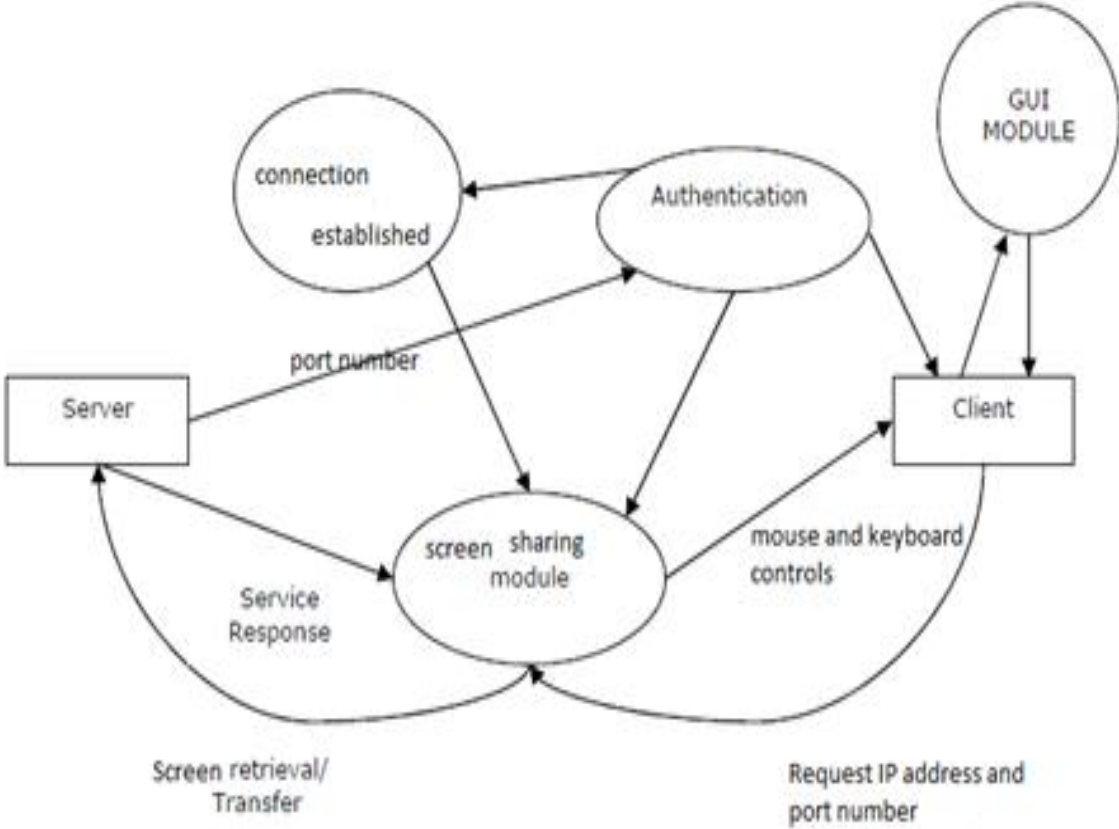 GUI
MODULE
connection
established
Authentication
port number
Server
Client
screen sharing
module
mouse and keyboard
controls
Service
Response
Screen retrieval/
Transfer
Request IP address and
port number